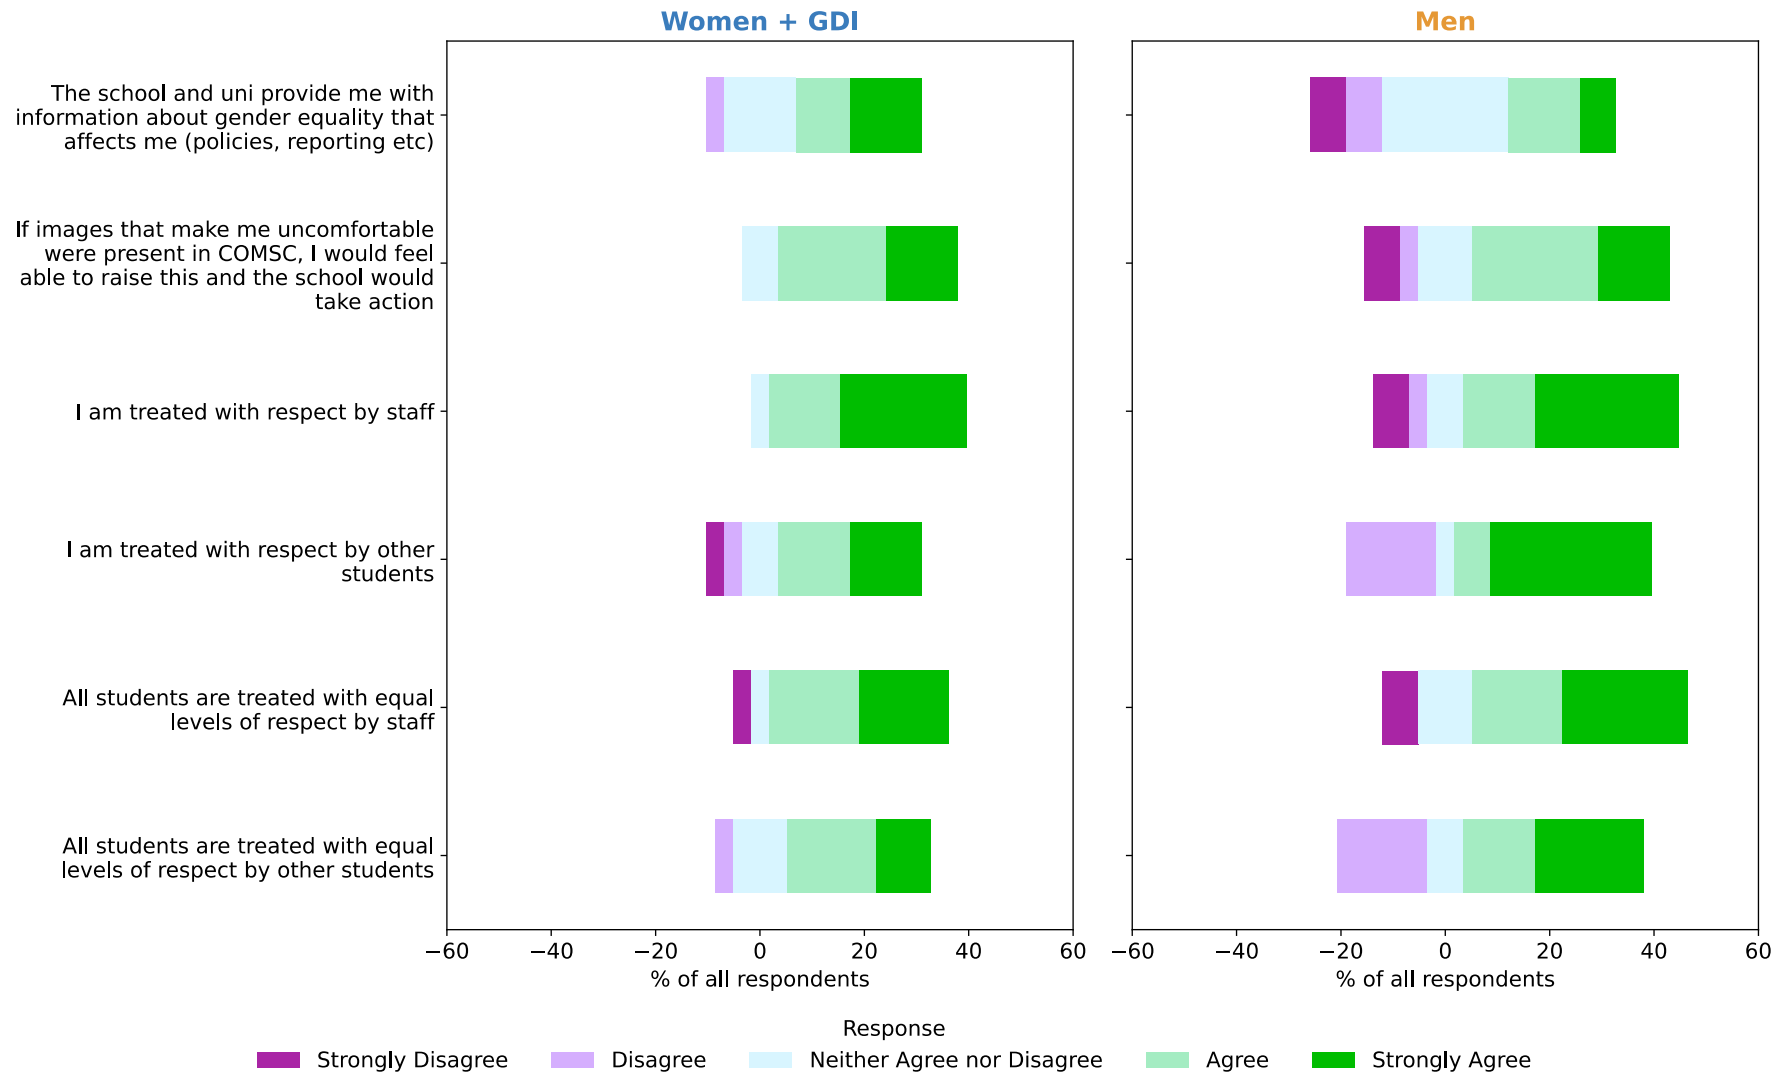 Women + GDI
Men
The school and uni provide me with
information about gender equality that
affects me (policies, reporting etc)
If images that make me uncomfortable
were present in COMSC, I would feel
able to raise this and the school would
take action
I am treated with respect by staff
I am treated with respect by other
students
All students are treated with equal
levels of respect by staff
All students are treated with equal
levels of respect by other students
−60 −40 −20 0 20 40 60
−60 −40 −20 0 20 40 60
% of all respondents
% of all respondents
Response
Strongly Disagree Disagree Neither Agree nor Disagree Agree Strongly Agree